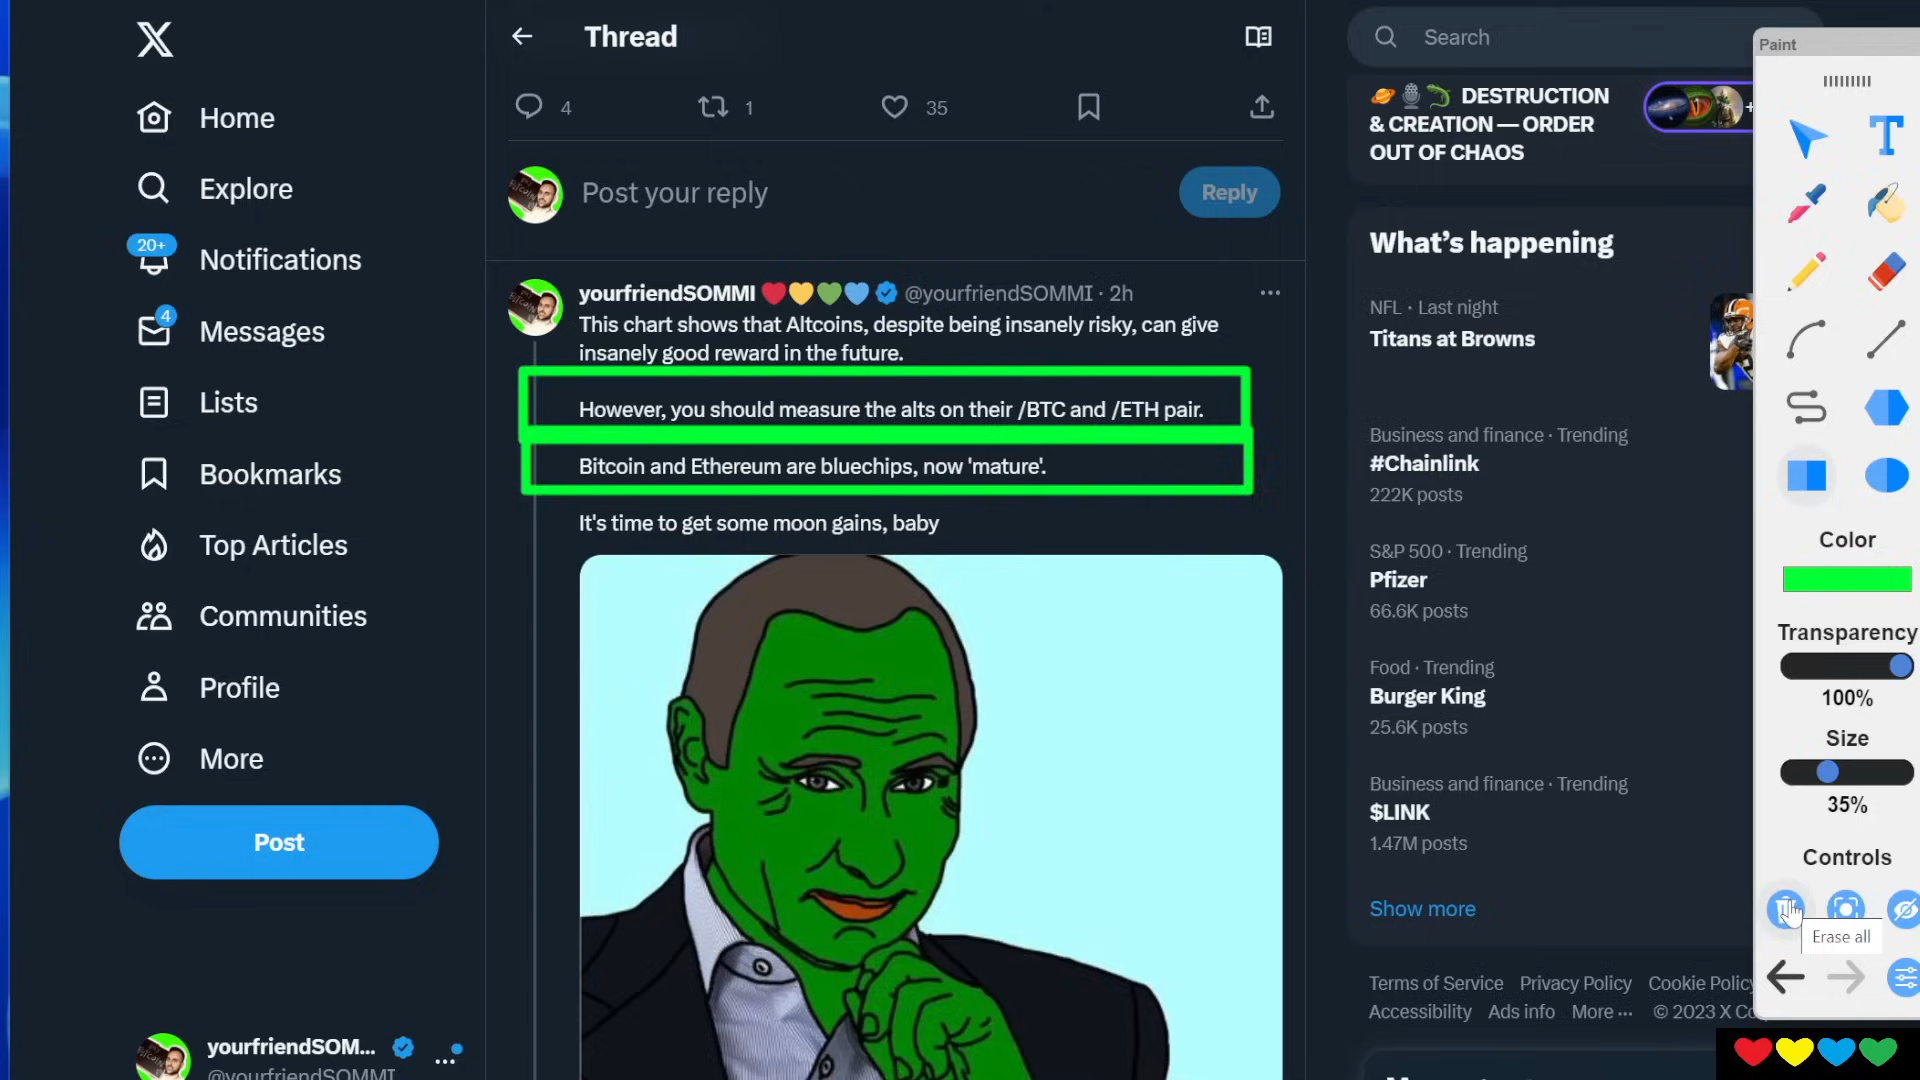 Home
Explore
20+
Notifications
4
Messages
Lists
Bookmarks
Top Articles
Communities
Profile
More
Post
yourfriendSOM...
@yourfriendSOMMI
Thread
4
1
35
Post your reply
Reply
yourfriendSOMMI @yourfriendSOMMI · 2h
This chart shows that Altcoins, despite being insanely risky, can give
insanely good reward in the future.
However, you should measure the alts on their /BTC and /ETH pair.
Bitcoin and Ethereum are bluechips, now 'mature'.
It's time to get some moon gains, baby
Search
DESTRUCTION
& CREATION — ORDER
OUT OF CHAOS
What's happening
NFL · Last night
Titans at Browns
Business and finance · Trending
#Chainlink
222K posts
S&P 500 · Trending
Pfizer
66.6K posts
Food · Trending
Burger King
25.6K posts
Business and finance · Trending
$LINK
1.47M posts
Show more
Terms of Service Privacy Policy Cookie Policy
Accessibility Ads info More ··· © 2023 X
Paint
T
Color
Transparency
100%
Size
35%
Controls
Erase all